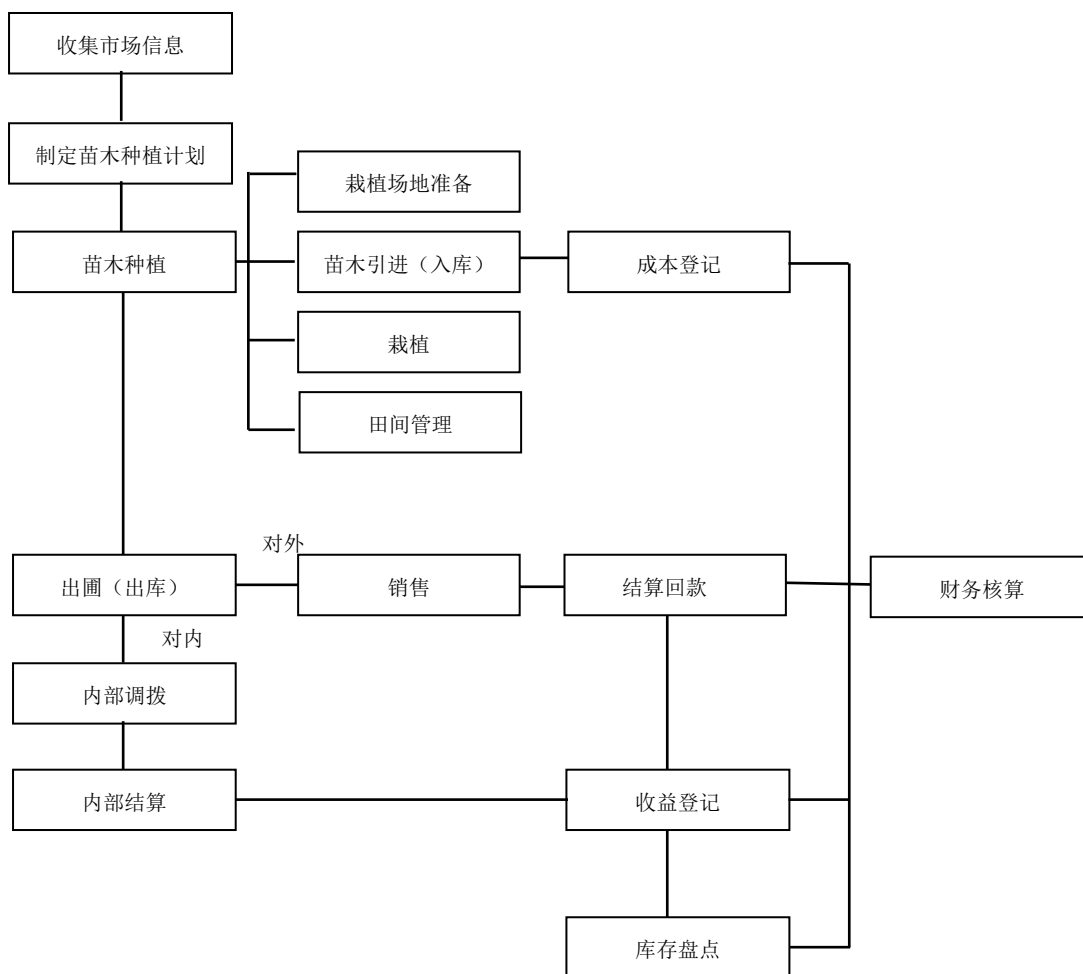 收集市场信息
制定苗木种植计划
栽植场地准备
苗木种植
苗木引进（入库）
成本登记
栽植
田间管理
对外
出圃（出库）
销售
结算回款
财务核算
对内
内部调拨
内部结算
收益登记
库存盘点